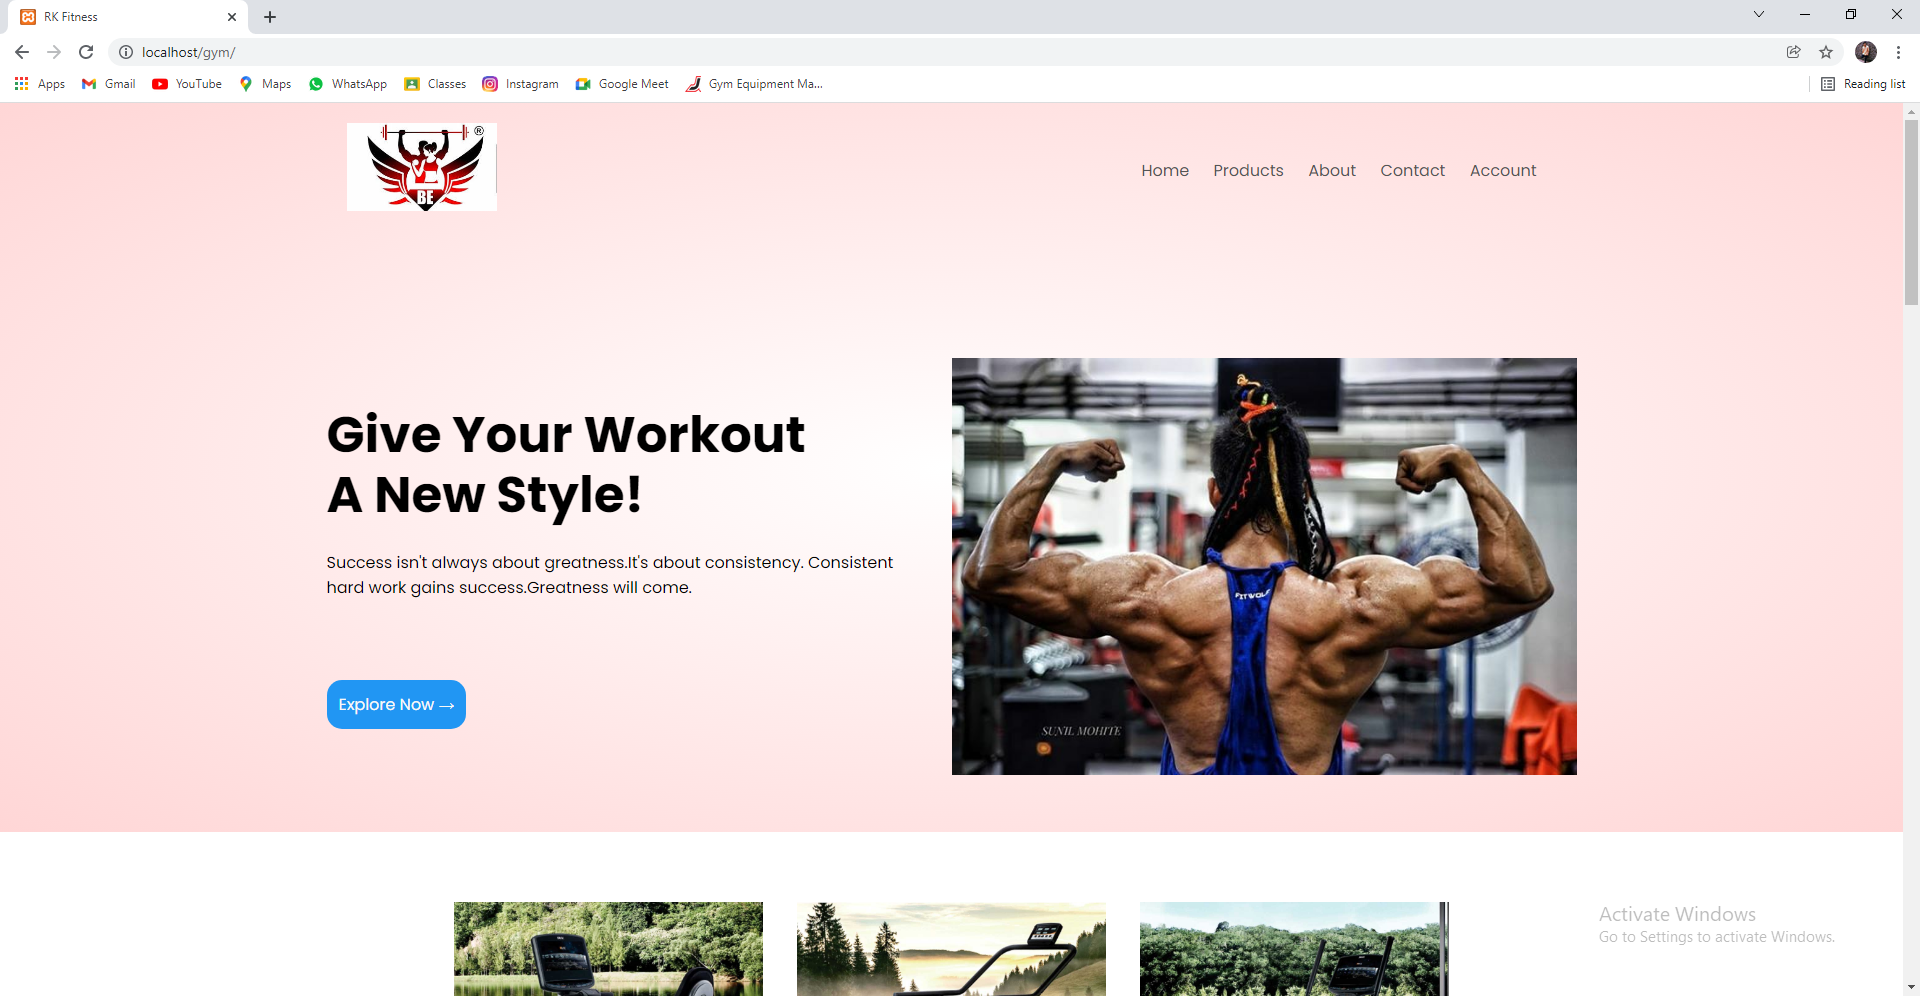 RK Fitness
localhost/gym/
Apps
Gmail
YouTube
Maps
WhatsApp
Classes
Instagram
Google Meet
Gym Equipment Ma...
Reading list
®
BE
Home
Products
About
Contact
Account
Give Your Workout
A New Style!
Success isn't always about greatness.It's about consistency. Consistent
hard work gains success.Greatness will come.
Explore Now →
FITWOLF
SUNIL MOHITE
Activate Windows
Go to Settings to activate Windows.